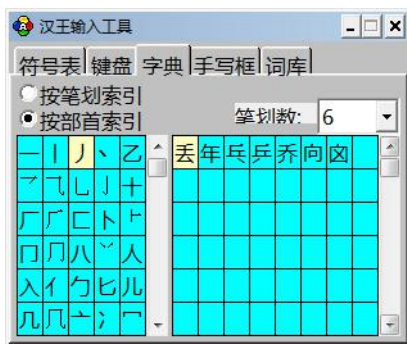 汉王输入工具
符号表 键盘 字典 手写框 词库
按笔划索引
按部首索引
笔划数: 6
一 丨 丿 丶 乙 丢 年 乓 乒 乔 向 囟
乛 ⺄ 乚 亅 十
厂 𠂆 匚 卜 ⺊
冂 ⺆ 八 丷 人
入 亻 勹 匕 儿
几 𠘨 亠 冫 冖